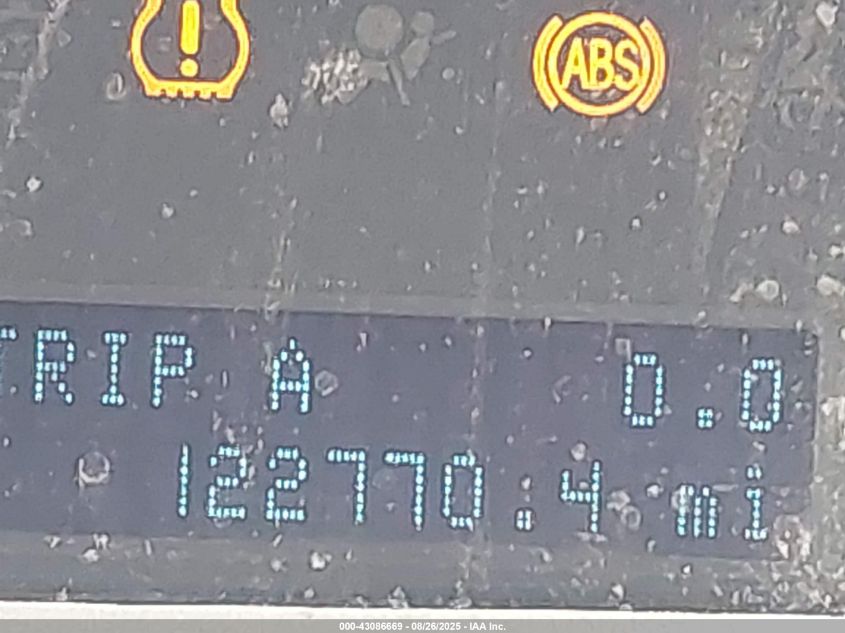 !
ABS
TRIP A 0.0
122770.4 mi
000-43086669 - 08/26/2025 - IAA Inc.